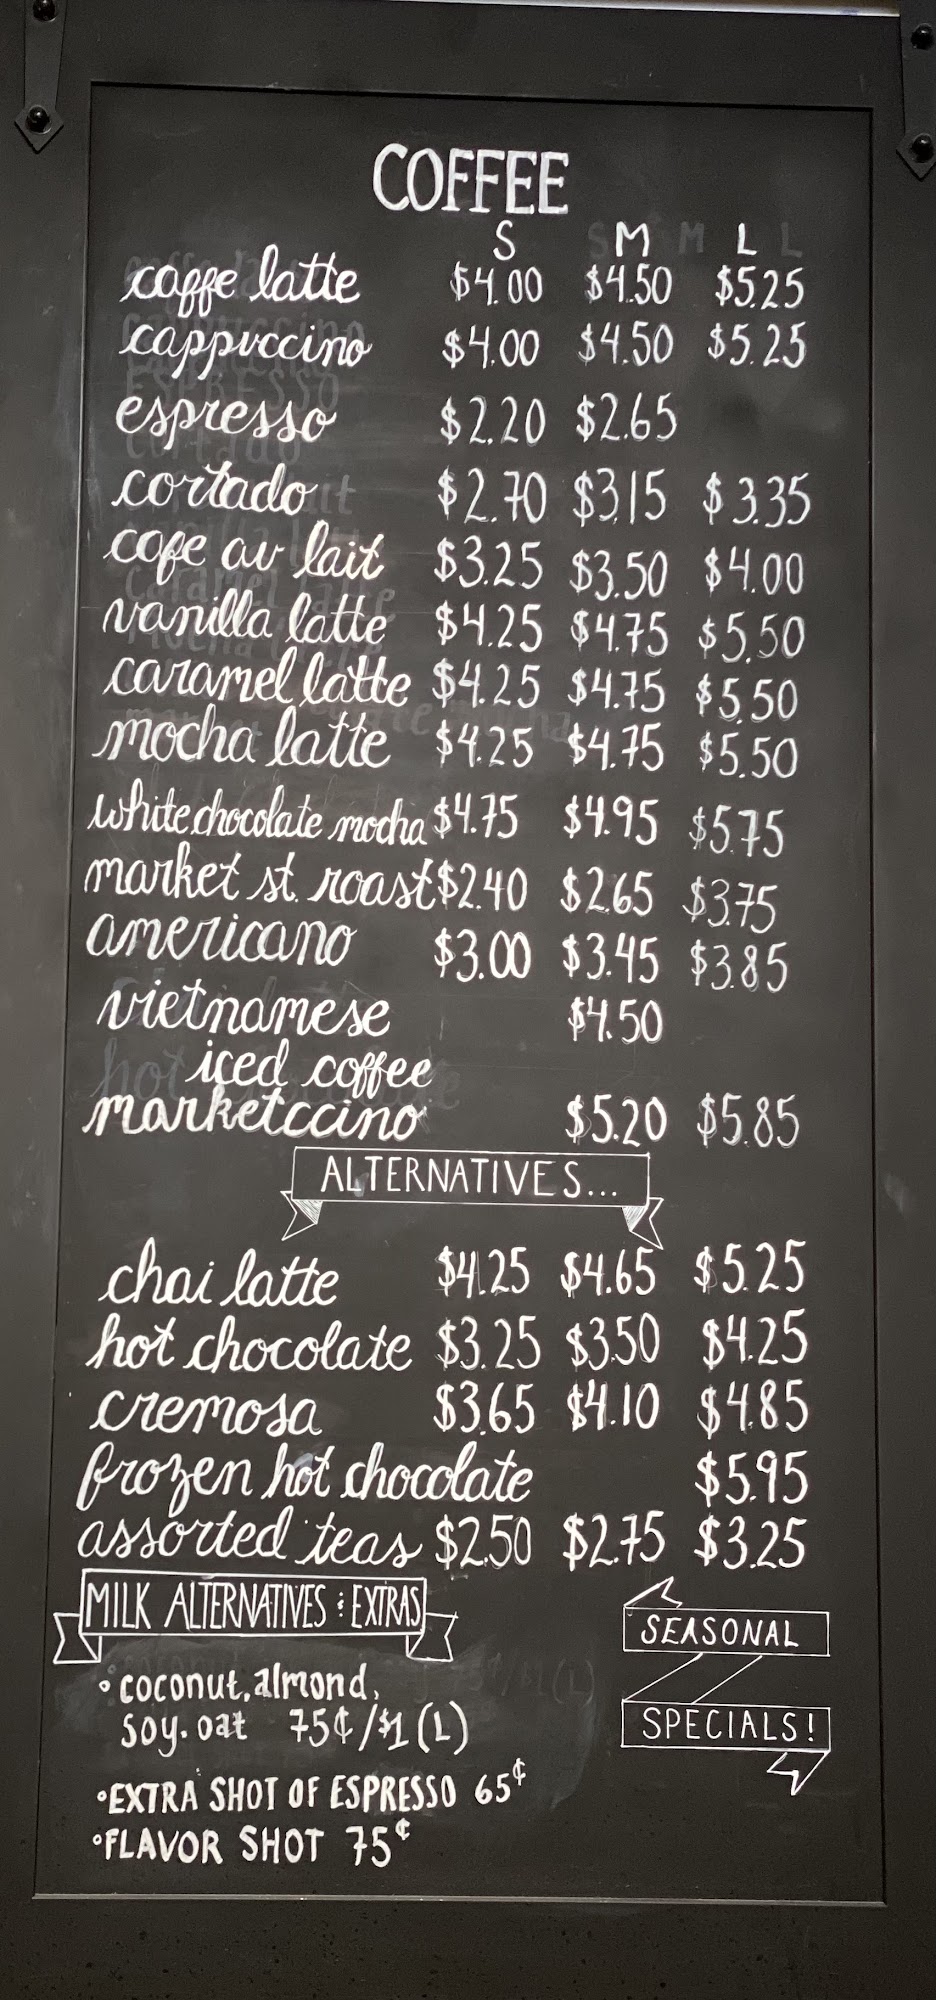 COFFEE
S M L
caffe latte $4.00 $4.50 $5.25
cappuccino $4.00 $4.50 $5.25
espresso $2.20 $2.65
cortado $2.70 $3.15 $3.35
cafe au lait $3.25 $3.50 $4.00
vanilla latte $4.25 $4.75 $5.50
caramel latte $4.25 $4.75 $5.50
mocha latte $4.25 $4.75 $5.50
white chocolate mocha $4.75 $4.95 $5.75
market st. roast $2.40 $2.65 $3.75
americano $3.00 $3.45 $3.85
vietnamese $4.50
iced coffee
marketccino $5.20 $5.85
ALTERNATIVES...
chai latte $4.25 $4.65 $5.25
hot chocolate $3.25 $3.50 $4.25
cremosa $3.65 $4.10 $4.85
frozen hot chocolate $5.95
assorted teas $2.50 $2.75 $3.25
MILK ALTERNATIVES & EXTRAS
• coconut, almond,
soy, oat 75¢/$1 (L)
• EXTRA SHOT OF ESPRESSO 65¢
• FLAVOR SHOT 75¢
SEASONAL
SPECIALS!